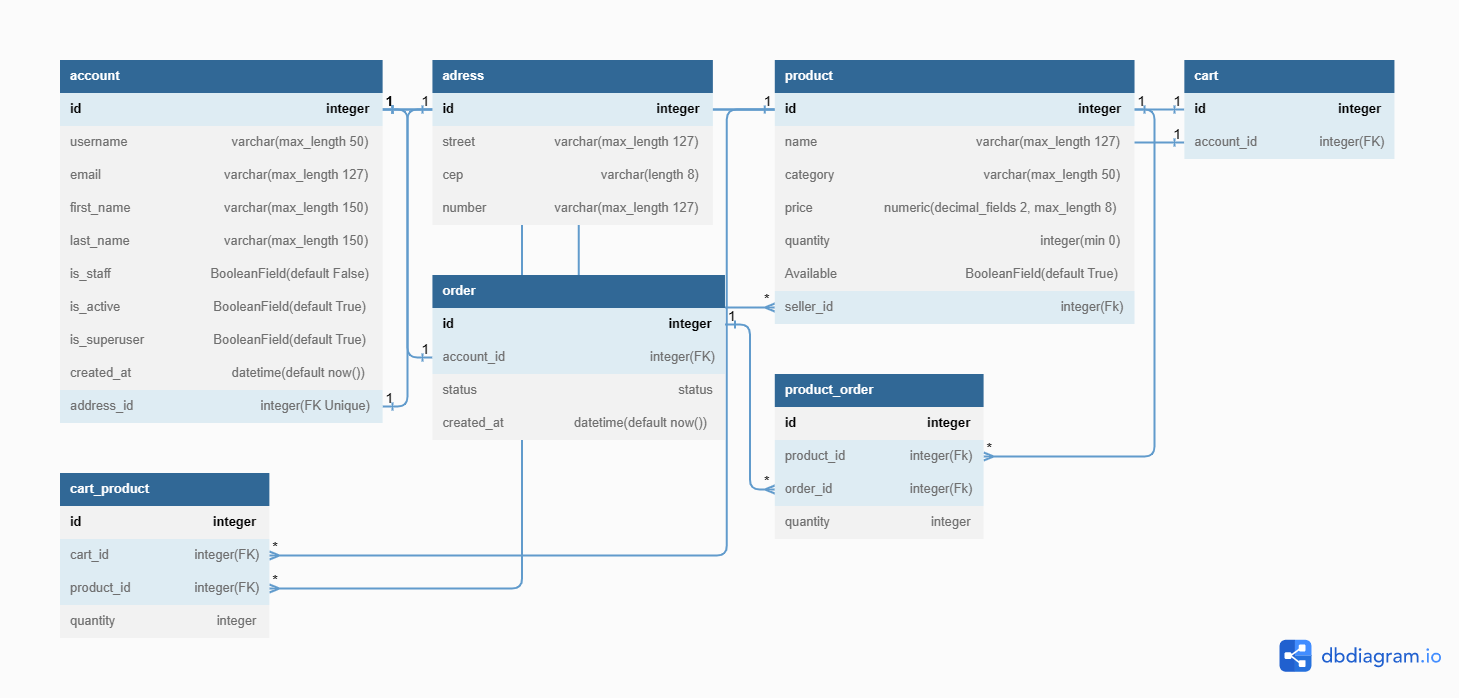 account
id integer
username varchar(max_length 50)
email varchar(max_length 127)
first_name varchar(max_length 150)
last_name varchar(max_length 150)
is_staff BooleanField(default False)
is_active BooleanField(default True)
is_superuser BooleanField(default True)
created_at datetime(default now())
address_id integer(FK Unique)
1
1
adress
id integer
street varchar(max_length 127)
cep varchar(length 8)
number varchar(max_length 127)
1
order
id integer
account_id integer(FK)
status status
created_at datetime(default now())
1
1
product
id integer
name varchar(max_length 127)
category varchar(max_length 50)
price numeric(decimal_fields 2, max_length 8)
quantity integer(min 0)
Available BooleanField(default True)
seller_id integer(Fk)
1
1
*
cart
id integer
account_id integer(FK)
1
1
product_order
id integer
product_id integer(Fk)
order_id integer(Fk)
quantity integer
*
*
cart_product
id integer
cart_id integer(FK)
product_id integer(FK)
quantity integer
*
*
dbdiagram.io